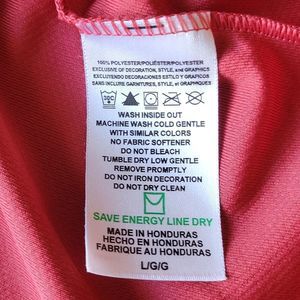 100% POLYESTER/POLIÉSTER/POLYESTER
EXCLUSIVE OF DECORATION, STYLE, and GRAPHICS
EXCLUYENDO DECORACIONES ESTILO Y GRAFICOS
SANS INCLURE GARNITURES, STYLE, et GRAPHIQUES
30C
WASH INSIDE OUT
MACHINE WASH COLD GENTLE
WITH SIMILAR COLORS
NO FABRIC SOFTENER
DO NOT BLEACH
TUMBLE DRY LOW GENTLE
REMOVE PROMPTLY
DO NOT IRON DECORATION
DO NOT DRY CLEAN
SAVE ENERGY LINE DRY
MADE IN HONDURAS
HECHO EN HONDURAS
FABRIQUE AU HONDURAS
L/G/G